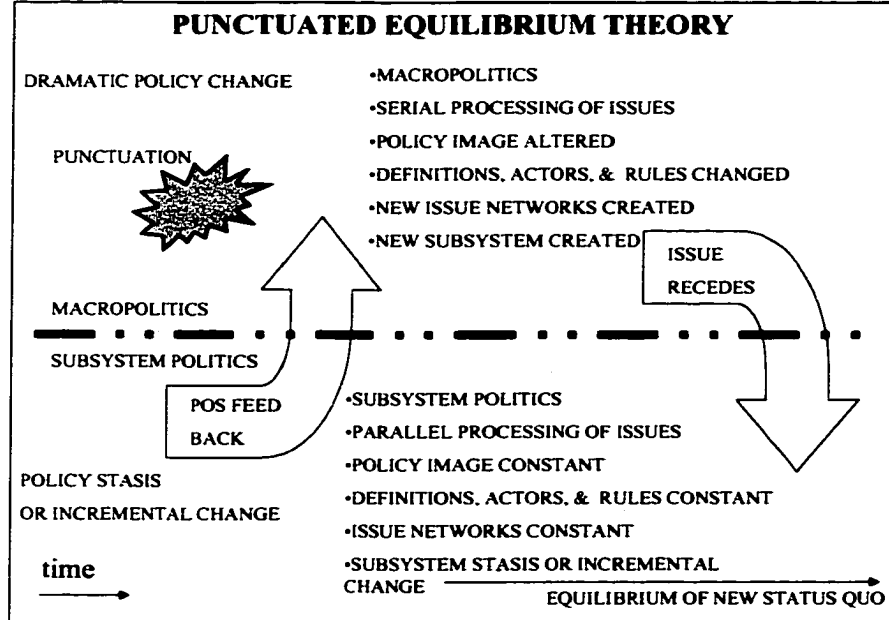 PUNCTUATED EQUILIBRIUM THEORY
DRAMATIC POLICY CHANGE
PUNCTUATION
•MACROPOLITICS
•SERIAL PROCESSING OF ISSUES
•POLICY IMAGE ALTERED
•DEFINITIONS, ACTORS, & RULES CHANGED
•NEW ISSUE NETWORKS CREATED
•NEW SUBSYSTEM CREATED
ISSUE
RECEDES
MACROPOLITICS
SUBSYSTEM POLITICS
POS FEED
BACK
POLICY STASIS
OR INCREMENTAL CHANGE
•SUBSYSTEM POLITICS
•PARALLEL PROCESSING OF ISSUES
•POLICY IMAGE CONSTANT
•DEFINITIONS, ACTORS, & RULES CONSTANT
•ISSUE NETWORKS CONSTANT
•SUBSYSTEM STASIS OR INCREMENTAL
CHANGE
time
EQUILIBRIUM OF NEW STATUS QUO